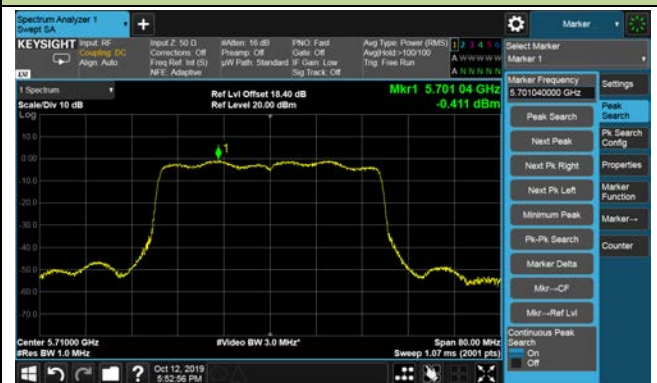 Spectrum Analyzer 1
Swept SA
Marker
KEYSIGHT Input: RF
Coupling: DC
Align: Auto
Input Z: 50 Ω
Corrections: Off
Freq Ref: Int (S)
NFE: Adaptive
#Atten: 16 dB
Preamp: Off
µW Path: Standard
PNO: Fast
Gate: Off
IF Gain: Low
Sig Track: Off
Avg Type: Power (RMS)
Avg|Hold:>100/100
Trig: Free Run
1 2 3 4 5 6
A W W W W W
A N N N N N
LXI
Select Marker
Marker 1
1 Spectrum
Scale/Div 10 dB
Log
Ref Lvl Offset 18.40 dB
Ref Level 20.00 dBm
Mkr1 5.701 04 GHz
-0.411 dBm
10.0
0.00
-10.0
-20.0
-30.0
-40.0
-50.0
-60.0
-70.0
1
Center 5.71000 GHz
#Res BW 1.0 MHz
#Video BW 3.0 MHz*
Span 80.00 MHz
Sweep 1.07 ms (2001 pts)
Marker Frequency
5.701040000 GHz
Peak Search
Next Peak
Next Pk Right
Next Pk Left
Minimum Peak
Pk-Pk Search
Marker Delta
Mkr→CF
Mkr→Ref Lvl
Continuous Peak
Search
On
Off
Settings
Peak
Search
Pk Search
Config
Properties
Marker
Function
Marker→
Counter
?
Oct 12, 2019
5:52:56 PM